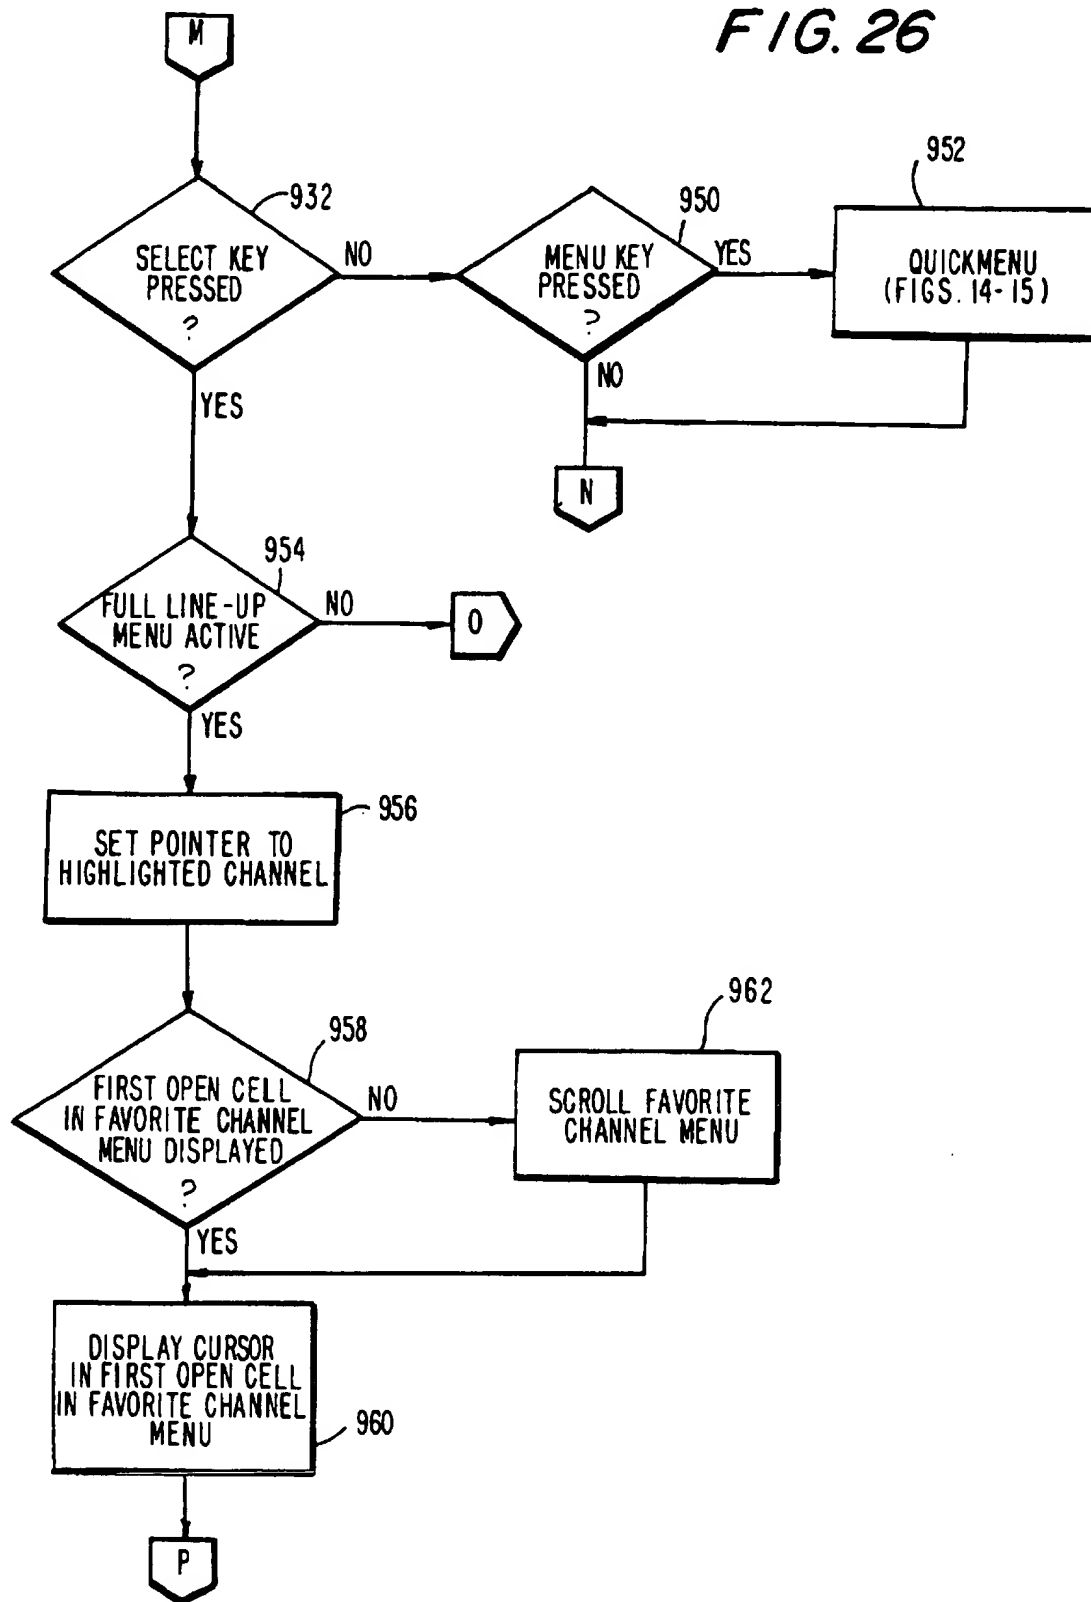 FIG. 26
M
932
SELECT KEY
PRESSED
?
NO
YES
950
MENU KEY
PRESSED
?
YES
NO
952
QUICKMENU
(FIGS. 14-15)
N
954
FULL LINE-UP
MENU ACTIVE
?
NO
O
YES
956
SET POINTER TO
HIGHLIGHTED CHANNEL
958
FIRST OPEN CELL
IN FAVORITE CHANNEL
MENU DISPLAYED
?
NO
YES
962
SCROLL FAVORITE
CHANNEL MENU
DISPLAY CURSOR
IN FIRST OPEN CELL
IN FAVORITE CHANNEL
MENU
960
P